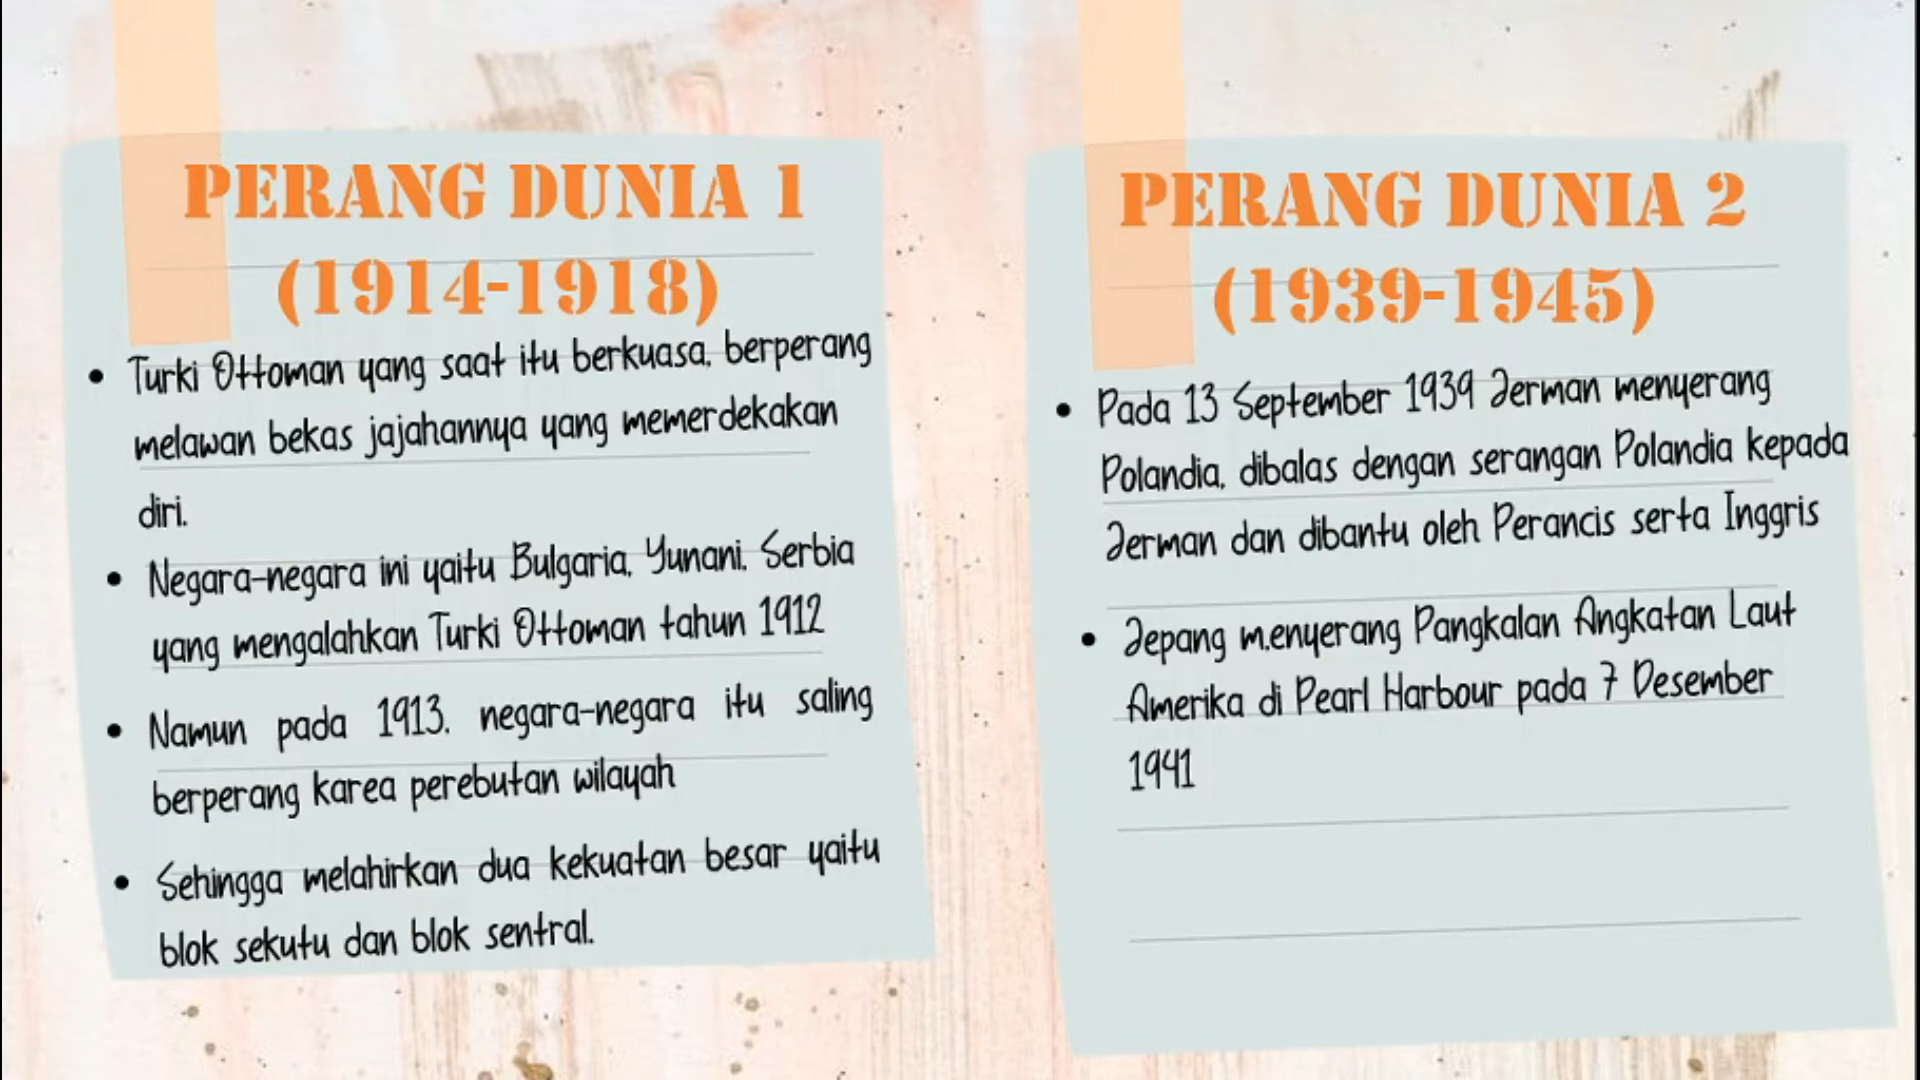 PERANG DUNIA 1
(1914-1918)
• Turki Ottoman yang saat itu berkuasa, berperang
melawan bekas jajahannya yang memerdekakan
diri.
• Negara-negara ini yaitu Bulgaria, Yunani, Serbia
yang mengalahkan Turki Ottoman tahun 1912
• Namun pada 1913, negara-negara itu saling
berperang karea perebutan wilayah
• Sehingga melahirkan dua kekuatan besar yaitu
blok sekutu dan blok sentral.
PERANG DUNIA 2
(1939-1945)
• Pada 13 September 1939 Jerman menyerang
Polandia, dibalas dengan serangan Polandia kepada
Jerman dan dibantu oleh Perancis serta Inggris
• Jepang m.enyerang Pangkalan Angkatan Laut
Amerika di Pearl Harbour pada 7 Desember
1941